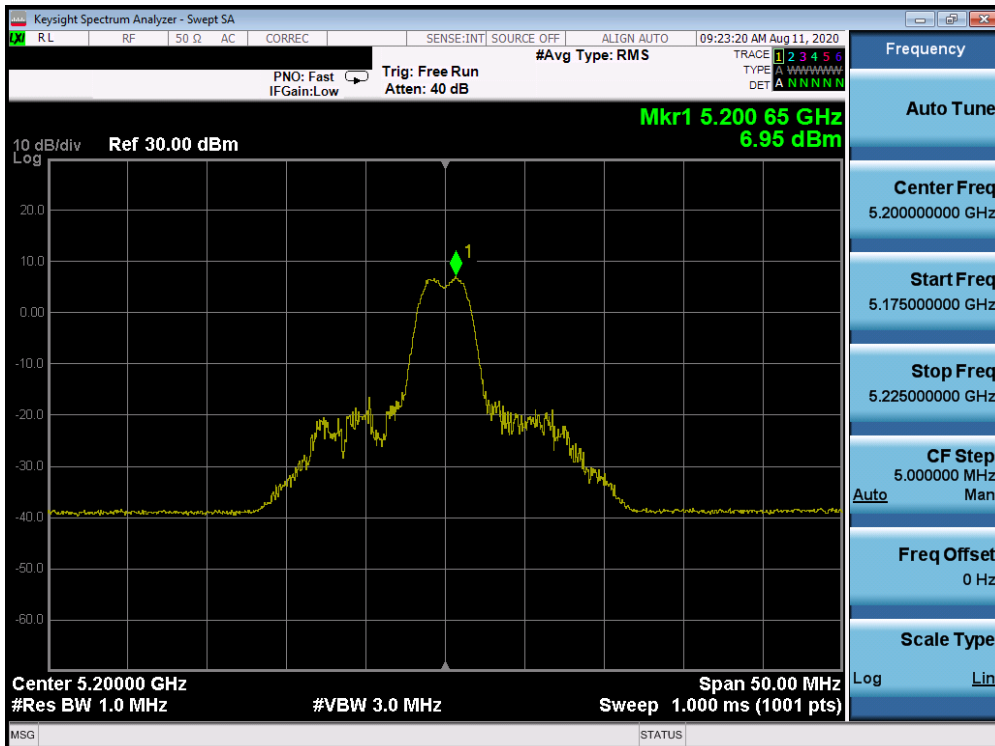 Keysight Spectrum Analyzer - Swept SA
LXI RL RF 50 Ω AC CORREC SENSE:INT SOURCE OFF ALIGN AUTO 09:23:20 AM Aug 11, 2020
PNO: Fast
IFGain:Low
Trig: Free Run
Atten: 40 dB
#Avg Type: RMS
TRACE 1 2 3 4 5 6
TYPE A WWWWW
DET A N N N N N
Mkr1 5.200 65 GHz
6.95 dBm
10 dB/div
Log
Ref 30.00 dBm
1
20.0
10.0
0.00
-10.0
-20.0
-30.0
-40.0
-50.0
-60.0
Center 5.20000 GHz
Span 50.00 MHz
#Res BW 1.0 MHz
#VBW 3.0 MHz
Sweep 1.000 ms (1001 pts)
MSG
STATUS
Frequency
Auto Tune
Center Freq
5.200000000 GHz
Start Freq
5.175000000 GHz
Stop Freq
5.225000000 GHz
CF Step
5.000000 MHz
Auto Man
Freq Offset
0 Hz
Scale Type
Log Lin